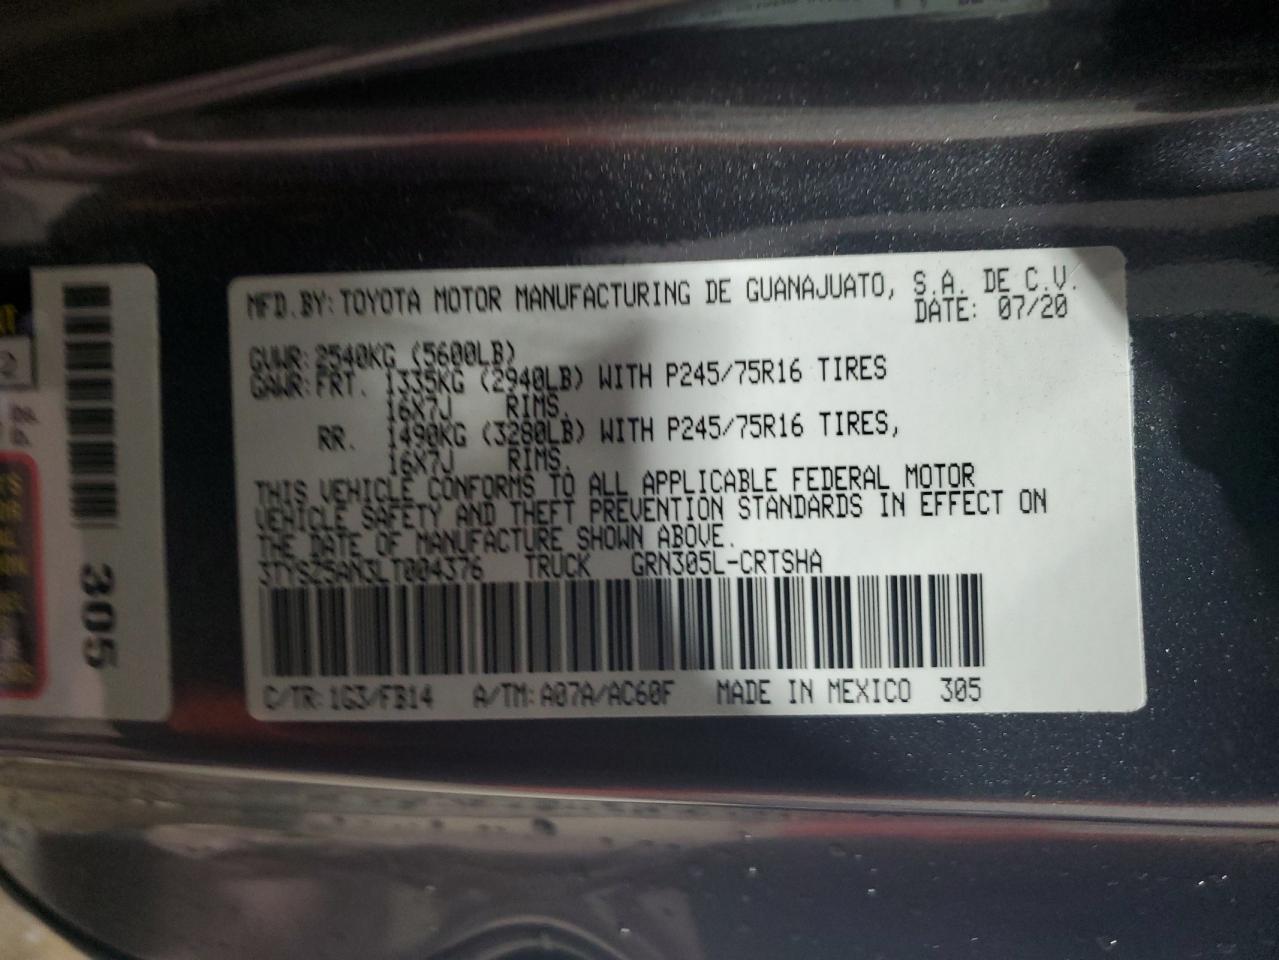 MFD.BY: TOYOTA MOTOR MANUFACTURING DE GUANAJUATO, S.A. DE C.V.
DATE: 07/20
GVWR: 2540KG (5600LB)
GAWR: FRT. 1335KG (2940LB) WITH P245/75R16 TIRES
16X7J RIMS,
RR. 1490KG (3280LB) WITH P245/75R16 TIRES,
16X7J RIMS.
THIS VEHICLE CONFORMS TO ALL APPLICABLE FEDERAL MOTOR
VEHICLE SAFETY AND THEFT PREVENTION STANDARDS IN EFFECT ON
THE DATE OF MANUFACTURE SHOWN ABOVE.
3TYSZ5AN3LT004376 TRUCK GRN305L-CRTSHA
C/TR: 1G3/FB14 A/TM: A07A/AC60F MADE IN MEXICO 305
305